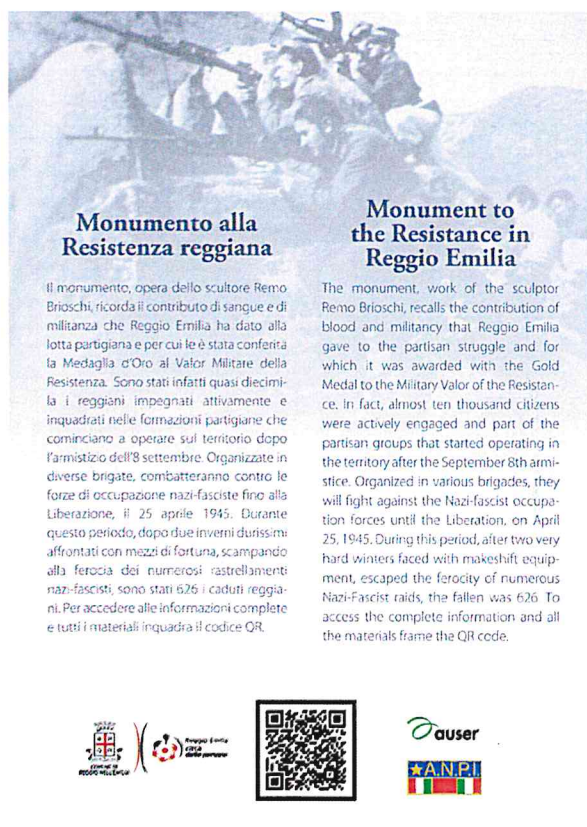 Monumento alla
Resistenza reggiana
Il monumento, opera dello scultore Remo
Brioschi, ricorda il contributo di sangue e di
militanza che Reggio Emilia ha dato alla
lotta partigiana e per cui le è stata conferita
la Medaglia d'Oro al Valor Militare della
Resistenza. Sono stati infatti quasi diecimi-
la i reggiani impegnati attivamente e
inquadrati nelle formazioni partigiane che
cominciano a operare sul territorio dopo
l'armistizio dell'8 settembre. Organizzate in
diverse brigate, combatteranno contro le
forze di occupazione nazi-fasciste fino alla
Liberazione, il 25 aprile 1945. Durante
questo periodo, dopo due inverni durissimi
affrontati con mezzi di fortuna, scampando
alla ferocia dei numerosi rastrellamenti
nazi-fascisti, sono stati 626 i caduti reggia-
ni. Per accedere alle informazioni complete
e tutti i materiali inquadra il codice QR.
Monument to
the Resistance in
Reggio Emilia
The monument, work of the sculptor
Remo Brioschi, recalls the contribution of
blood and militancy that Reggio Emilia
gave to the partisan struggle and for
which it was awarded with the Gold
Medal to the Military Valor of the Resistan-
ce. In fact, almost ten thousand citizens
were actively engaged and part of the
partisan groups that started operating in
the territory after the September 8th armi-
stice. Organized in various brigades, they
will fight against the Nazi-fascist occupa-
tion forces until the Liberation, on April
25, 1945. During this period, after two very
hard winters faced with makeshift equip-
ment, escaped the ferocity of numerous
Nazi-Fascist raids, the fallen was 626. To
access the complete information and all
the materials frame the QR code.
COMUNE DI
REGGIO NELL'EMILIA
Reggio Emilia
città
delle persone
auser
A.N.P.I.